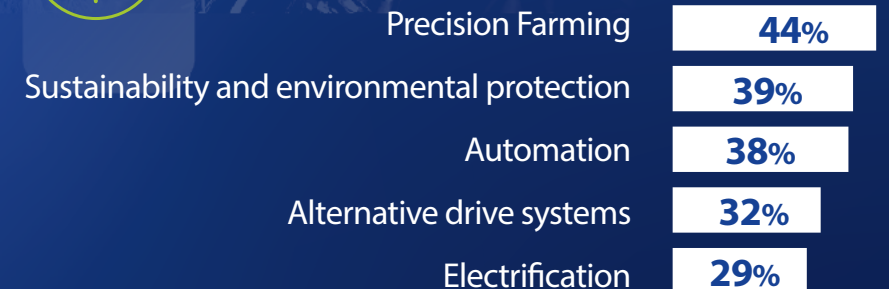 Precision Farming 44%
Sustainability and environmental protection 39%
Automation 38%
Alternative drive systems 32%
Electrification 29%